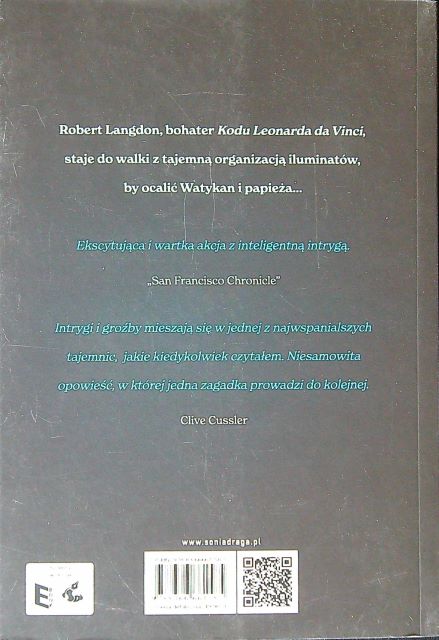 Robert Langdon, bohater Kodu Leonarda da Vinci,
staje do walki z tajemną organizacją iluminatów,
by ocalić Watykan i papieża...
Ekscytująca i wartka akcja z inteligentną intrygą.
„San Francisco Chronicle”
Intrygi i groźby mieszają się w jednej z najwspanialszych
tajemnic, jakie kiedykolwiek czytałem. Niesamowita
opowieść, w której jedna zagadka prowadzi do kolejnej.
Clive Cussler
www.soniadraga.pl
E